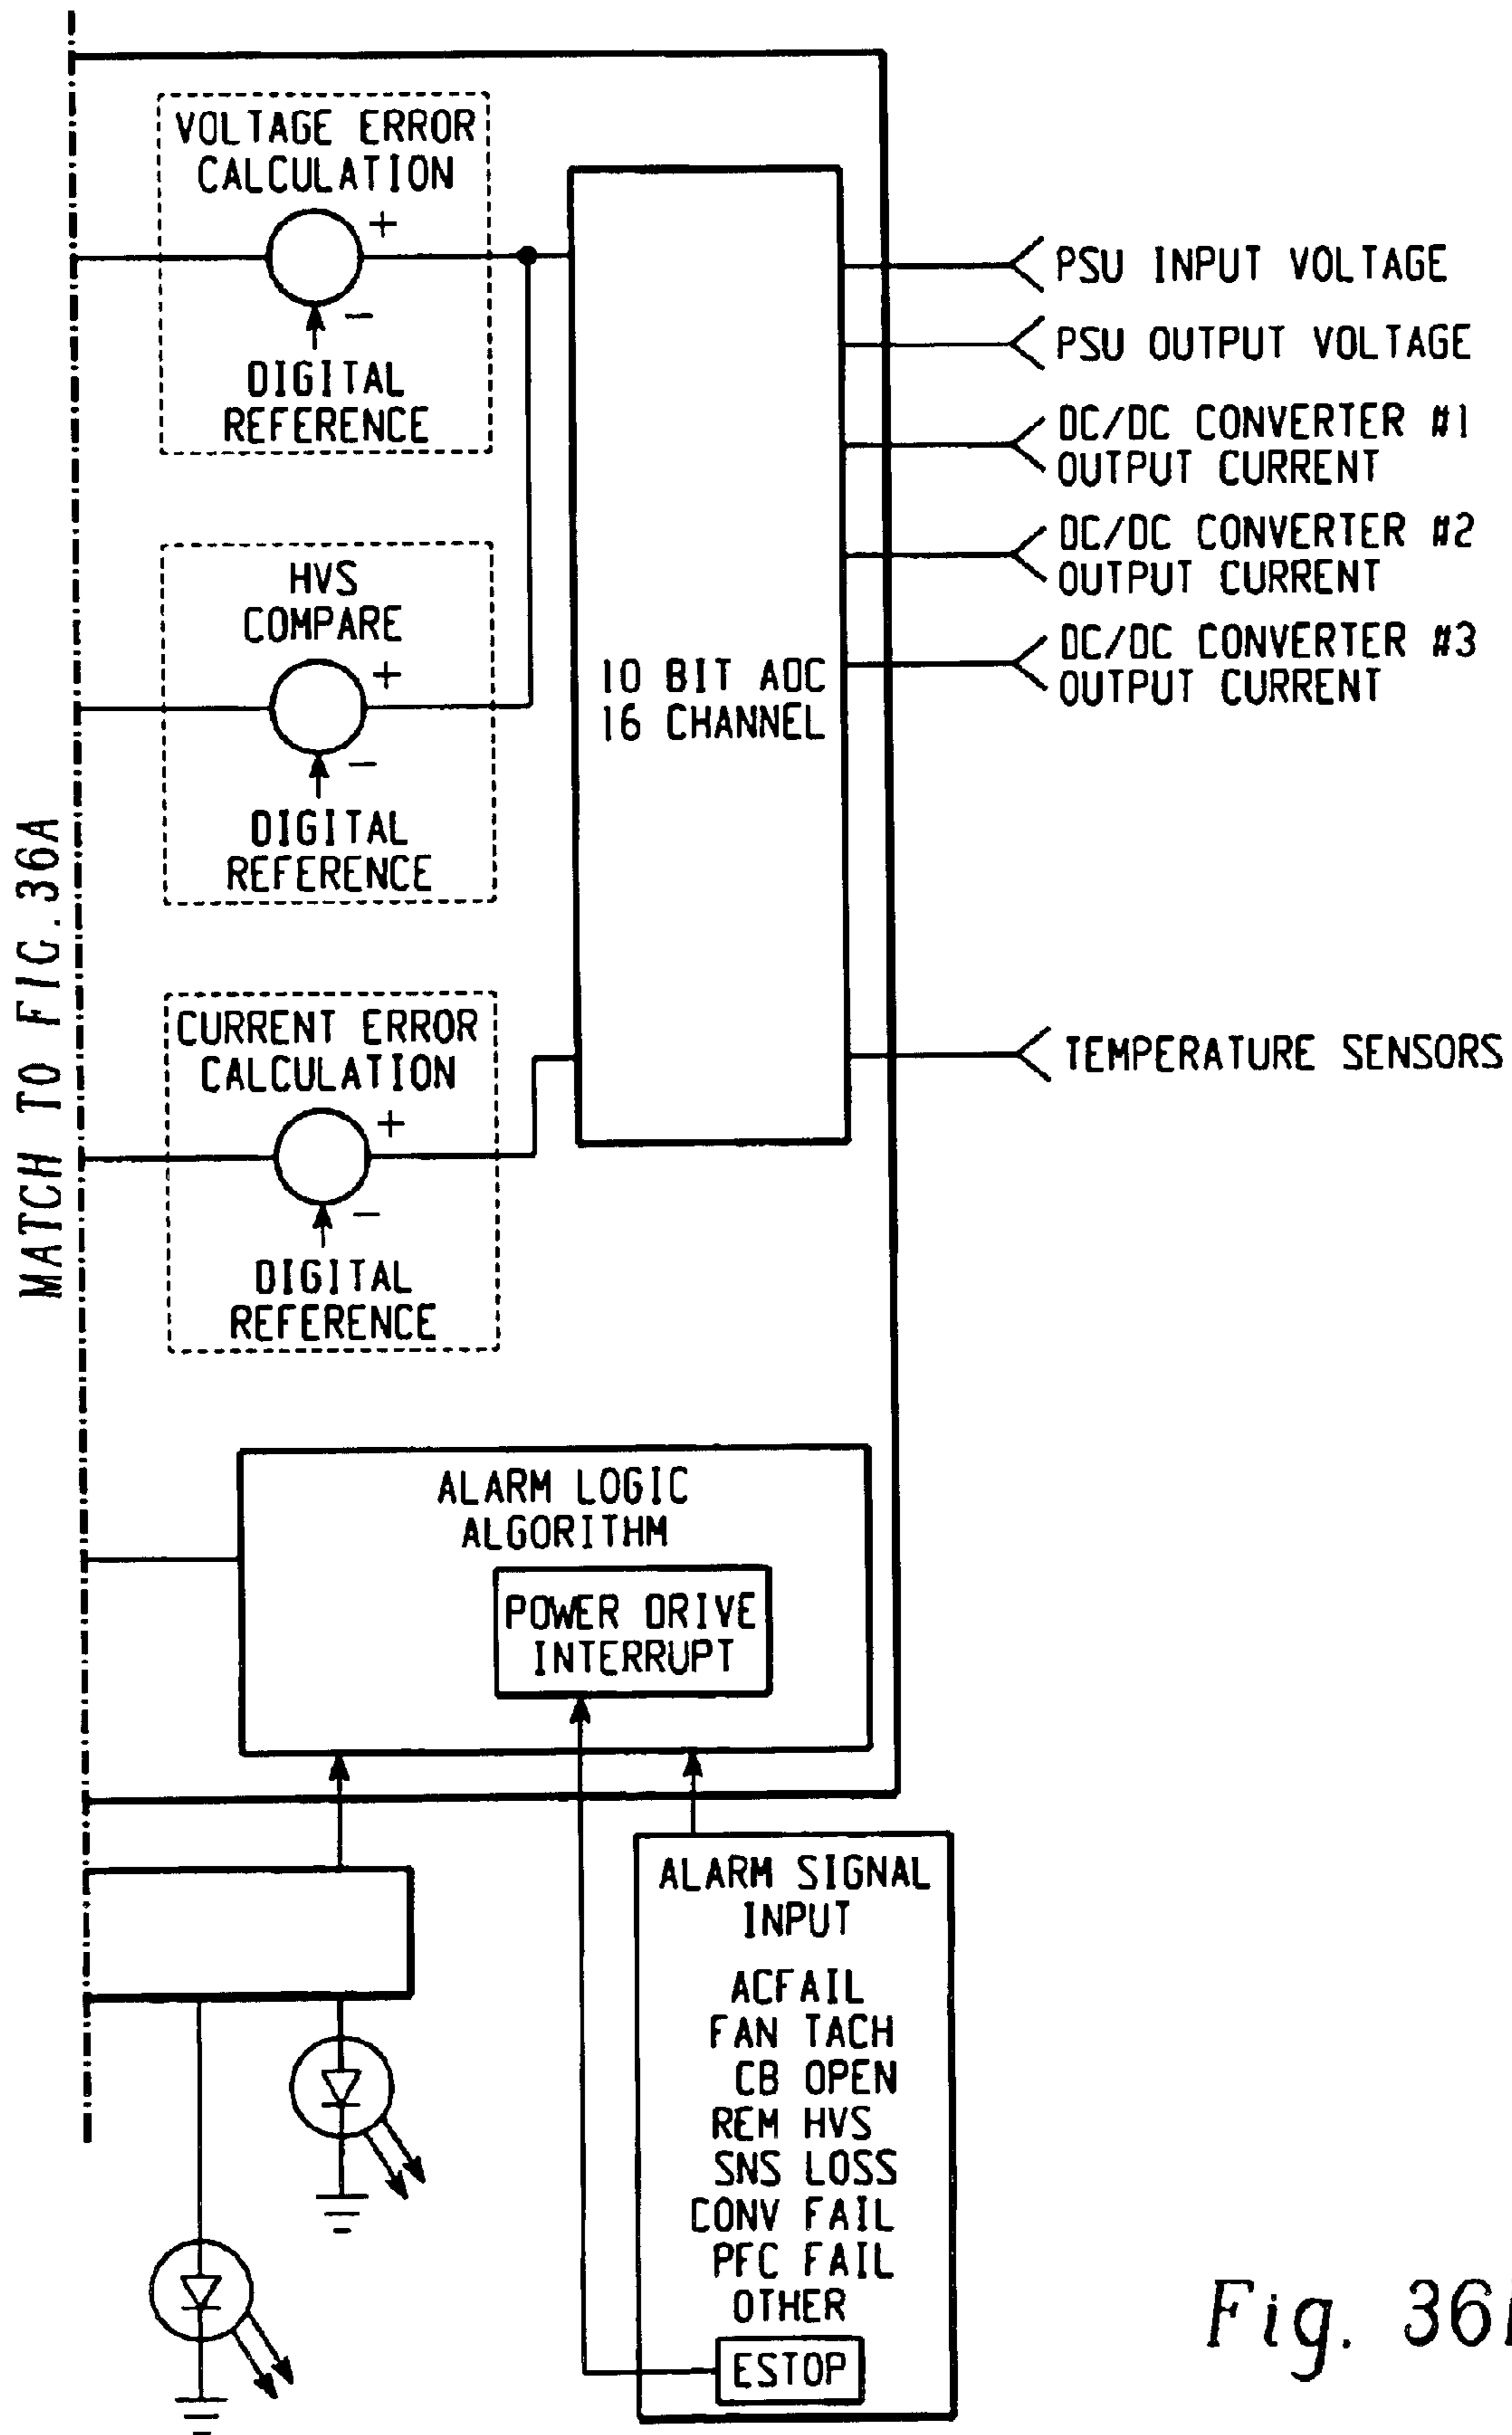 MATCH TO FIG.36A
VOLTAGE ERROR
CALCULATION
+
−
DIGITAL
REFERENCE
HVS
COMPARE
+
−
DIGITAL
REFERENCE
CURRENT ERROR
CALCULATION
+
−
DIGITAL
REFERENCE
10 BIT ADC
16 CHANNEL
PSU INPUT VOLTAGE
PSU OUTPUT VOLTAGE
DC/DC CONVERTER #1
OUTPUT CURRENT
DC/DC CONVERTER #2
OUTPUT CURRENT
DC/DC CONVERTER #3
OUTPUT CURRENT
TEMPERATURE SENSORS
ALARM LOGIC
ALGORITHM
POWER DRIVE
INTERRUPT
ALARM SIGNAL
INPUT
ACFAIL
FAN TACH
CB OPEN
REM HVS
SNS LOSS
CONV FAIL
PFC FAIL
OTHER
ESTOP
Fig. 36